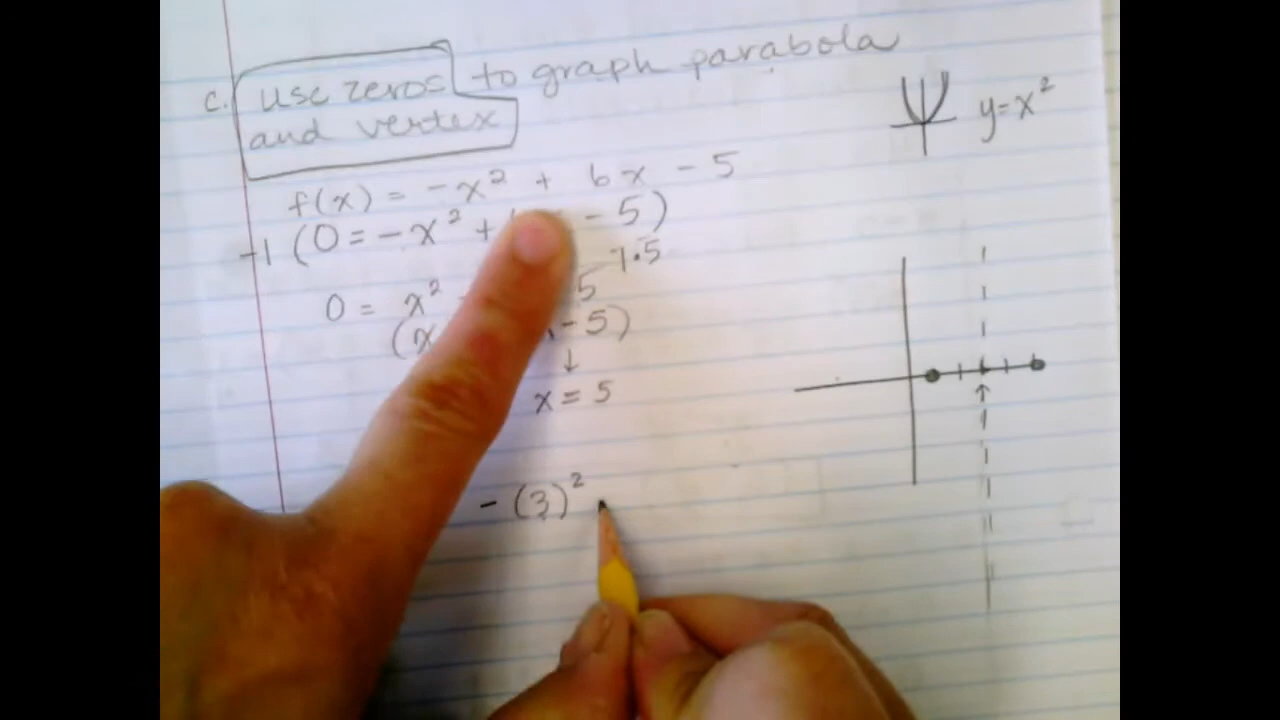 c. use zeros to graph parabola
and vertex
y=x²
f(x) = -x² + 6x - 5
-1 (0 = -x² + - 5)
1·5
0 = x² 5
(x - 5)
↓
x = 5
- (3)²